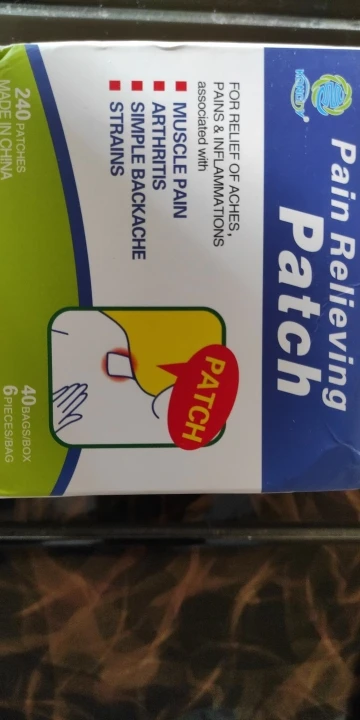 Pain Relieving
Patch
FOR RELIEF OF ACHES,
PAINS & INFLAMMATIONS
associated with
MUSCLE PAIN
ARTHRITIS
SIMPLE BACKACHE
STRAINS
PATCH
240 PATCHES
MADE IN CHINA
40 BAGS/BOX
6 PIECES/BAG